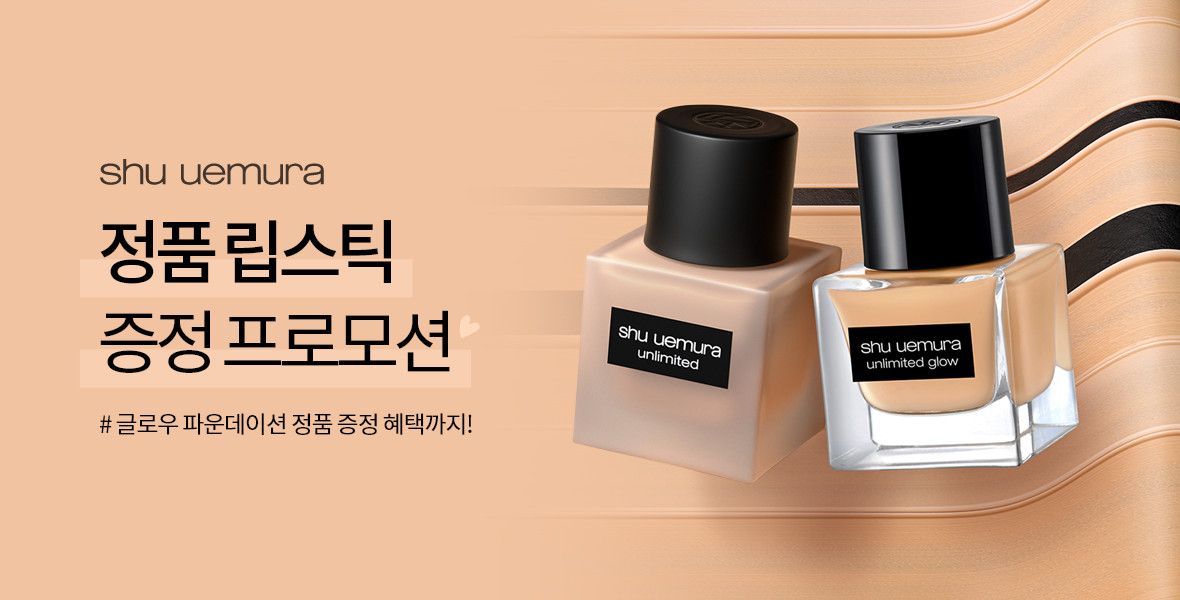 shu uemura
정품 립스틱
증정 프로모션
# 글로우 파운데이션 정품 증정 혜택까지!
shu uemura
unlimited
shu uemura
unlimited glow